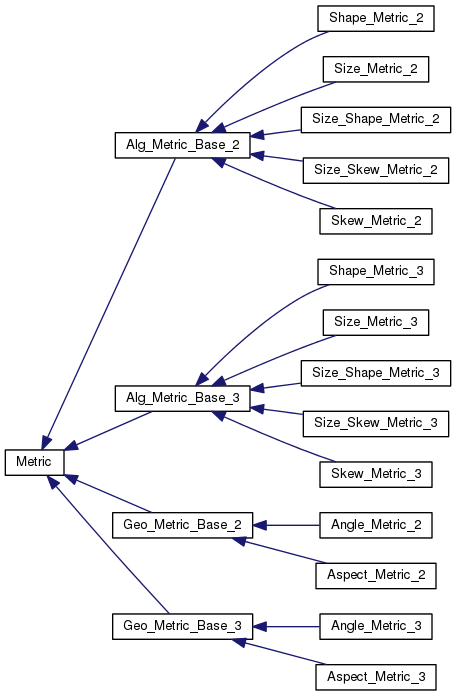 Shape_Metric_2
Size_Metric_2
Size_Shape_Metric_2
Alg_Metric_Base_2
Size_Skew_Metric_2
Skew_Metric_2
Shape_Metric_3
Size_Metric_3
Size_Shape_Metric_3
Alg_Metric_Base_3
Size_Skew_Metric_3
Metric
Skew_Metric_3
Geo_Metric_Base_2
Angle_Metric_2
Aspect_Metric_2
Geo_Metric_Base_3
Angle_Metric_3
Aspect_Metric_3